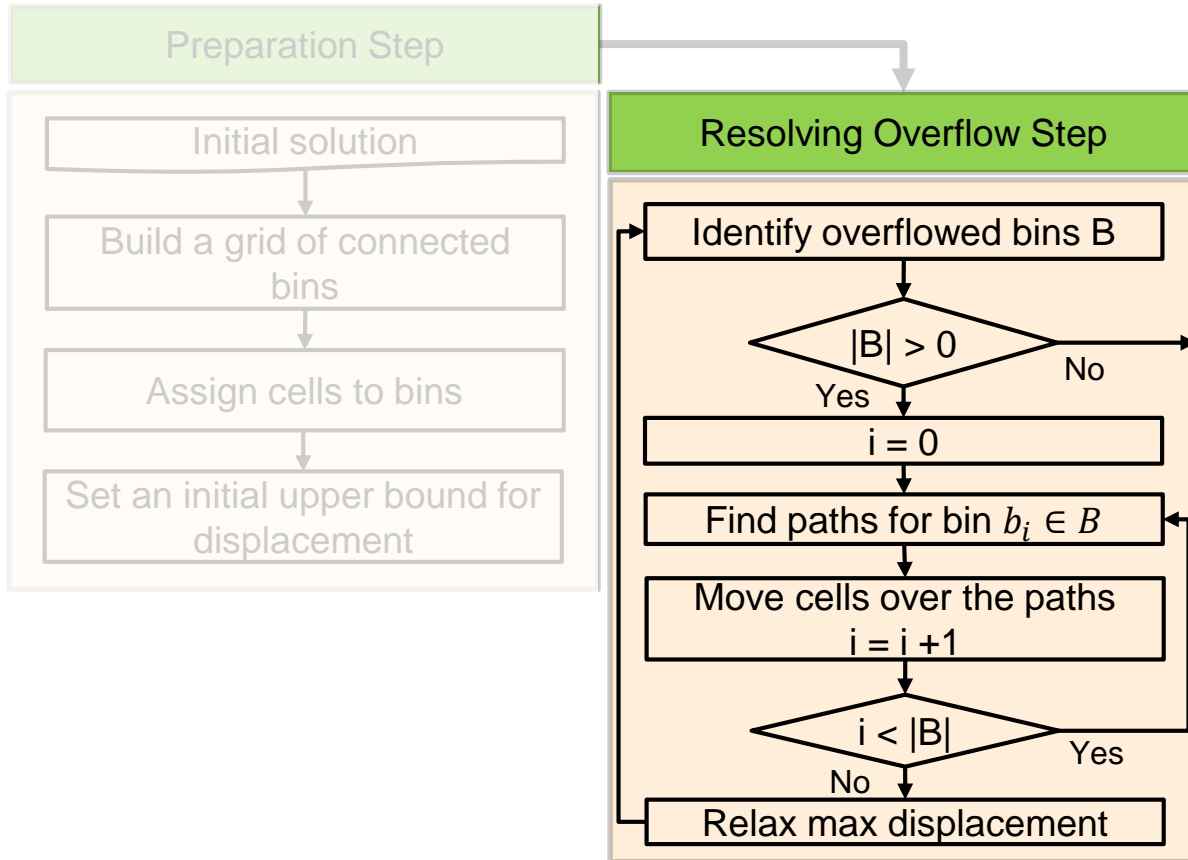 Preparation Step
Initial solution
Build a grid of connected
bins
Assign cells to bins
Set an initial upper bound for
displacement
Resolving Overflow Step
Identify overflowed bins B
|B| > 0
No
Yes
i = 0
Find paths for bin 𝑏𝑖 ∈ 𝐵
Move cells over the paths
i = i +1
i < |B|
Yes
No
Relax max displacement